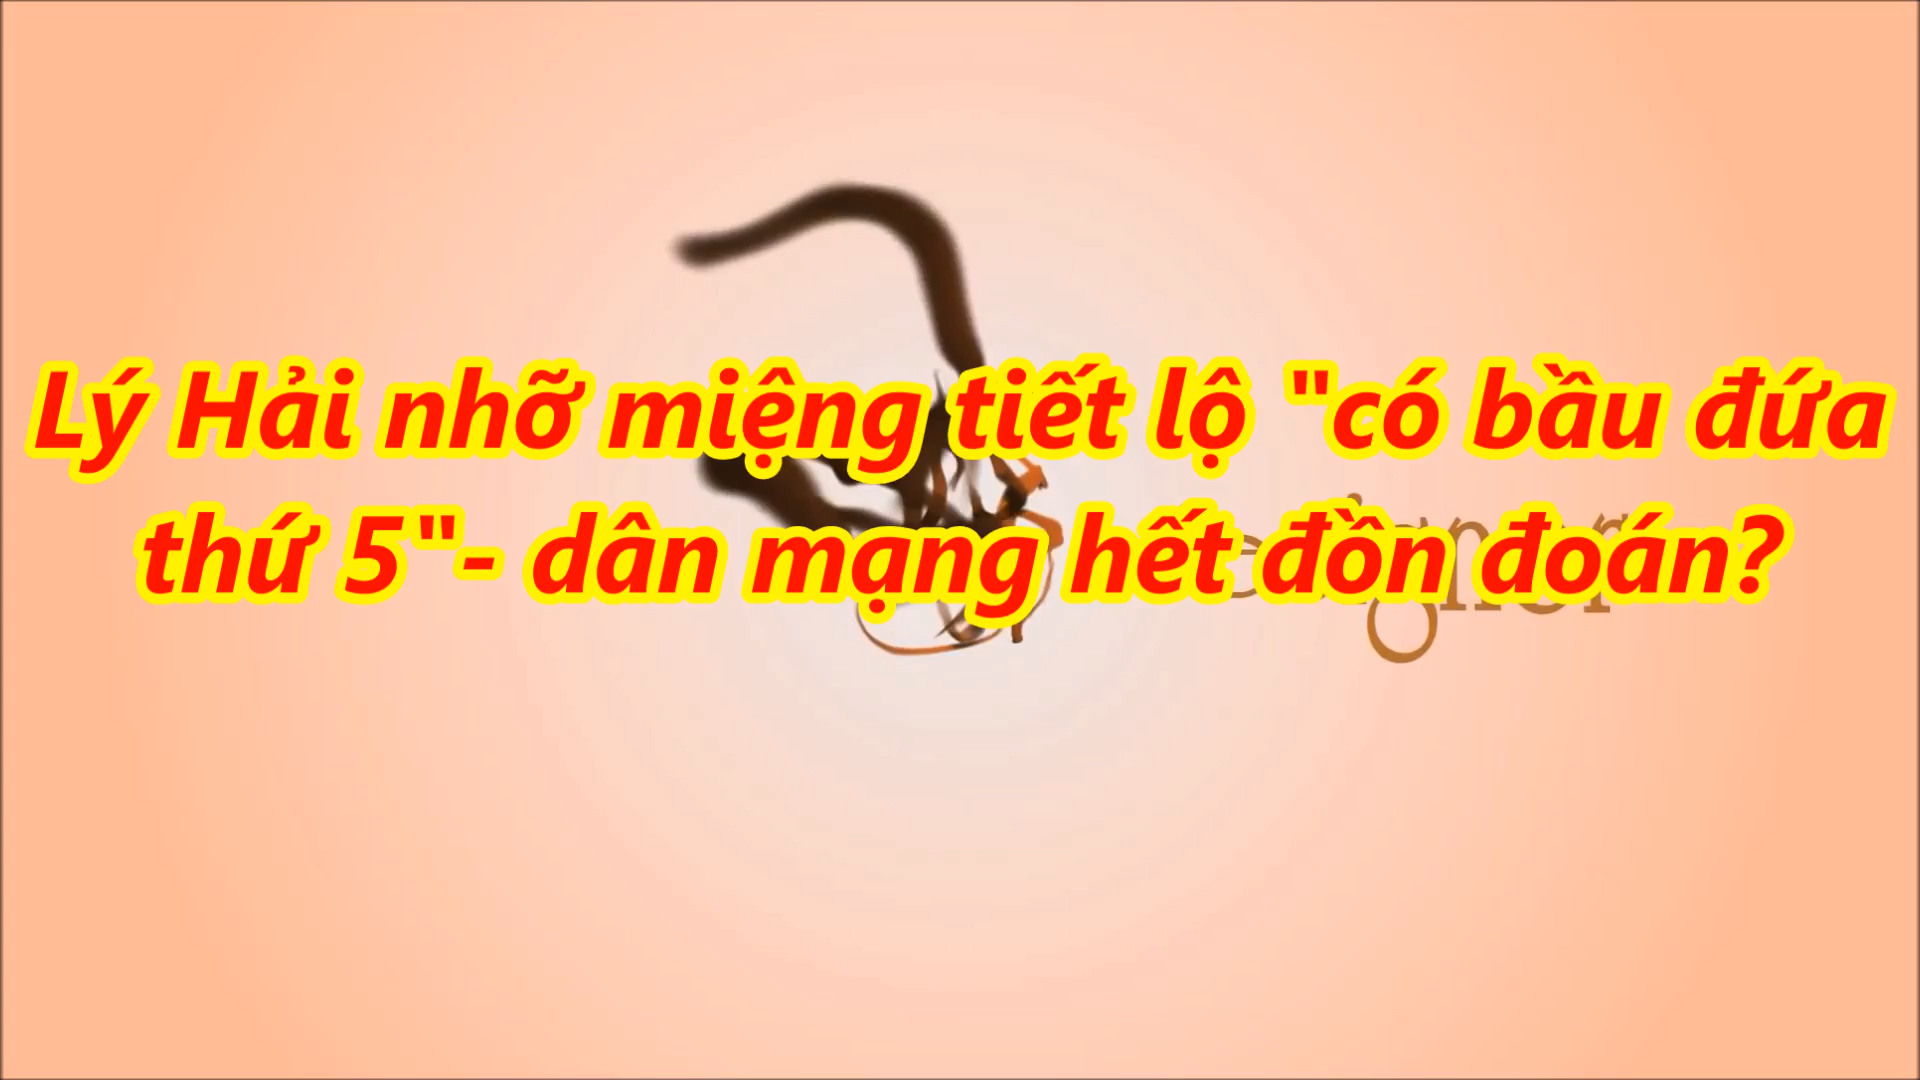 Lý Hải nhỡ miệng tiết lộ "có bầu đứa
thứ 5"- dân mạng hết đồn đoán?